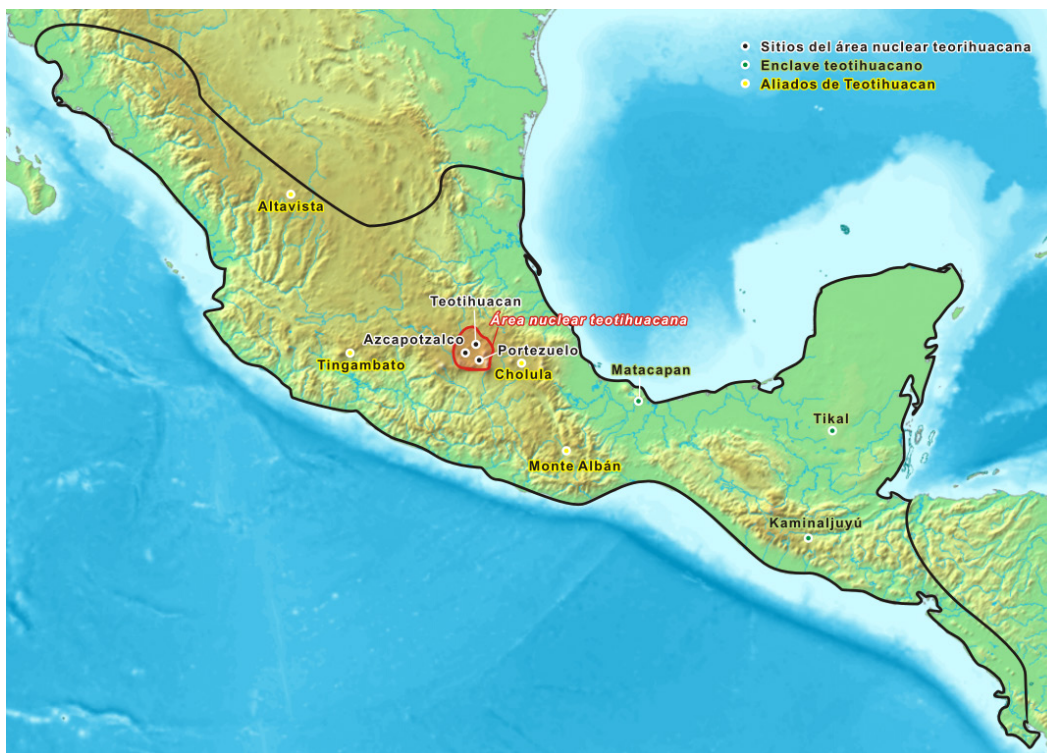 Sitios del área nuclear teorihuacana
Enclave teotihuacano
Aliados de Teotihuacan
Altavista
Teotihuacan
Área nuclear teotihuacana
Azcapotzalco
Portezuelo
Tingambato
Cholula
Matacapan
Tikal
Monte Albán
Kaminaljuyú